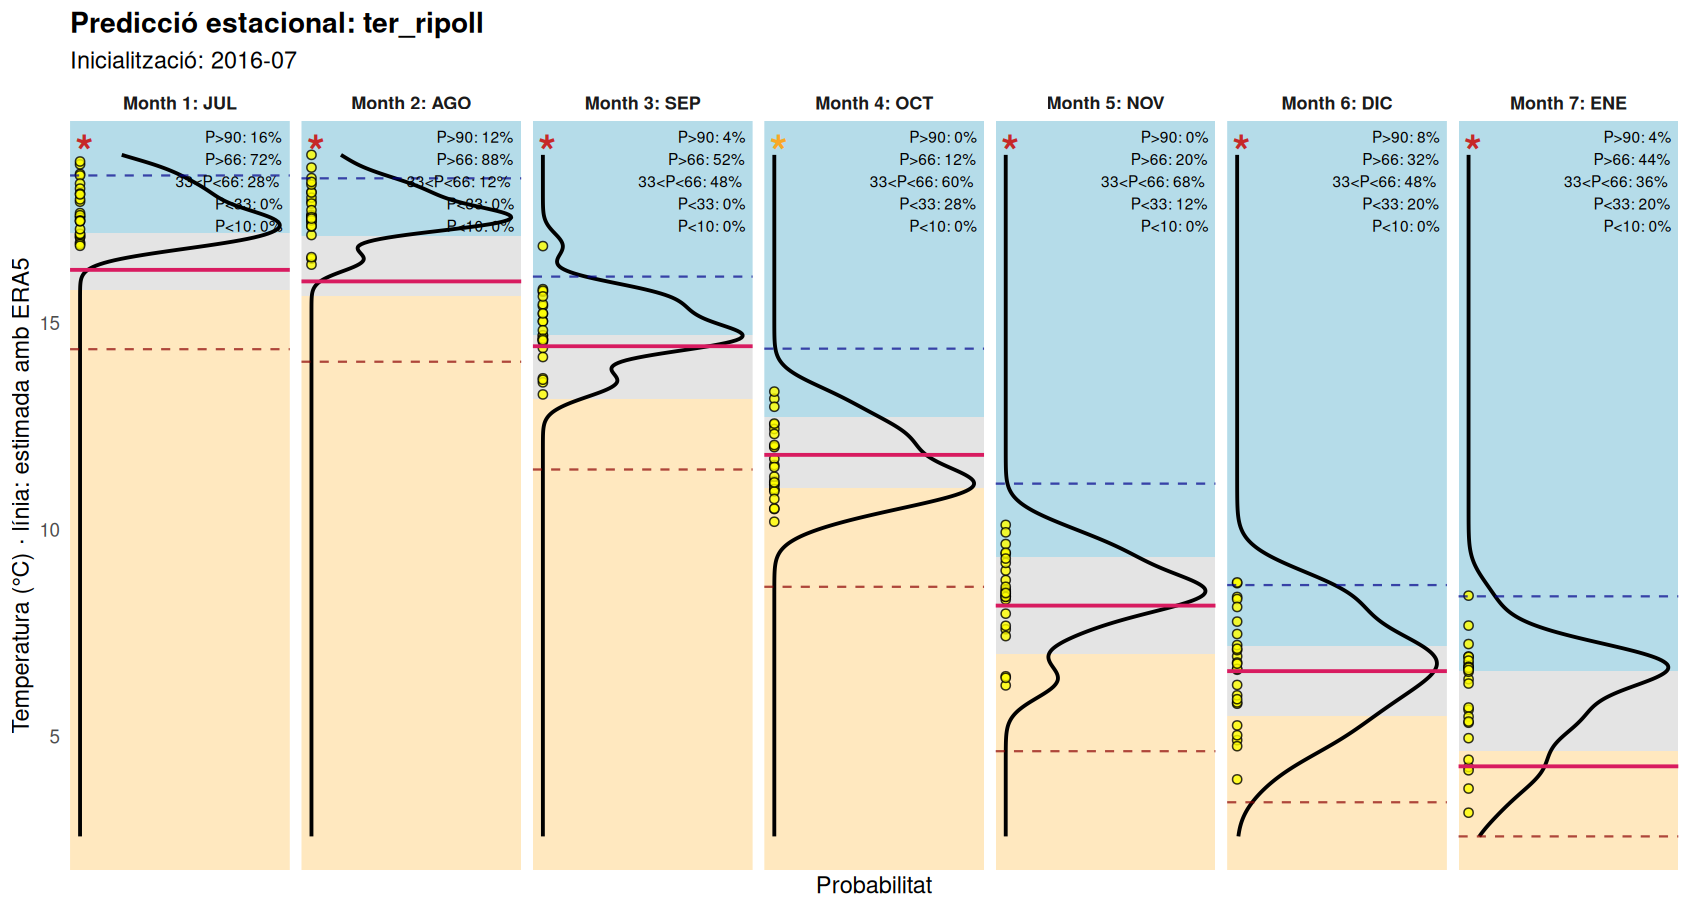 Predicció estacional: ter_ripoll
Inicialització: 2016-07
Month 1: JUL
Month 2: AGO
Month 3: SEP
Month 4: OCT
Month 5: NOV
Month 6: DIC
Month 7: ENE
*
P>90: 16%
P>66: 72%
33<P<66: 28%
P<33: 0%
P<10: 0%
*
P>90: 12%
P>66: 88%
33<P<66: 12%
P<33: 0%
P<10: 0%
*
P>90: 4%
P>66: 52%
33<P<66: 48%
P<33: 0%
P<10: 0%
*
P>90: 0%
P>66: 12%
33<P<66: 60%
P<33: 28%
P<10: 0%
*
P>90: 0%
P>66: 20%
33<P<66: 68%
P<33: 12%
P<10: 0%
*
P>90: 8%
P>66: 32%
33<P<66: 48%
P<33: 20%
P<10: 0%
*
P>90: 4%
P>66: 44%
33<P<66: 36%
P<33: 20%
P<10: 0%
Temperatura (°C) · línia: estimada amb ERA5
15
10
5
Probabilitat